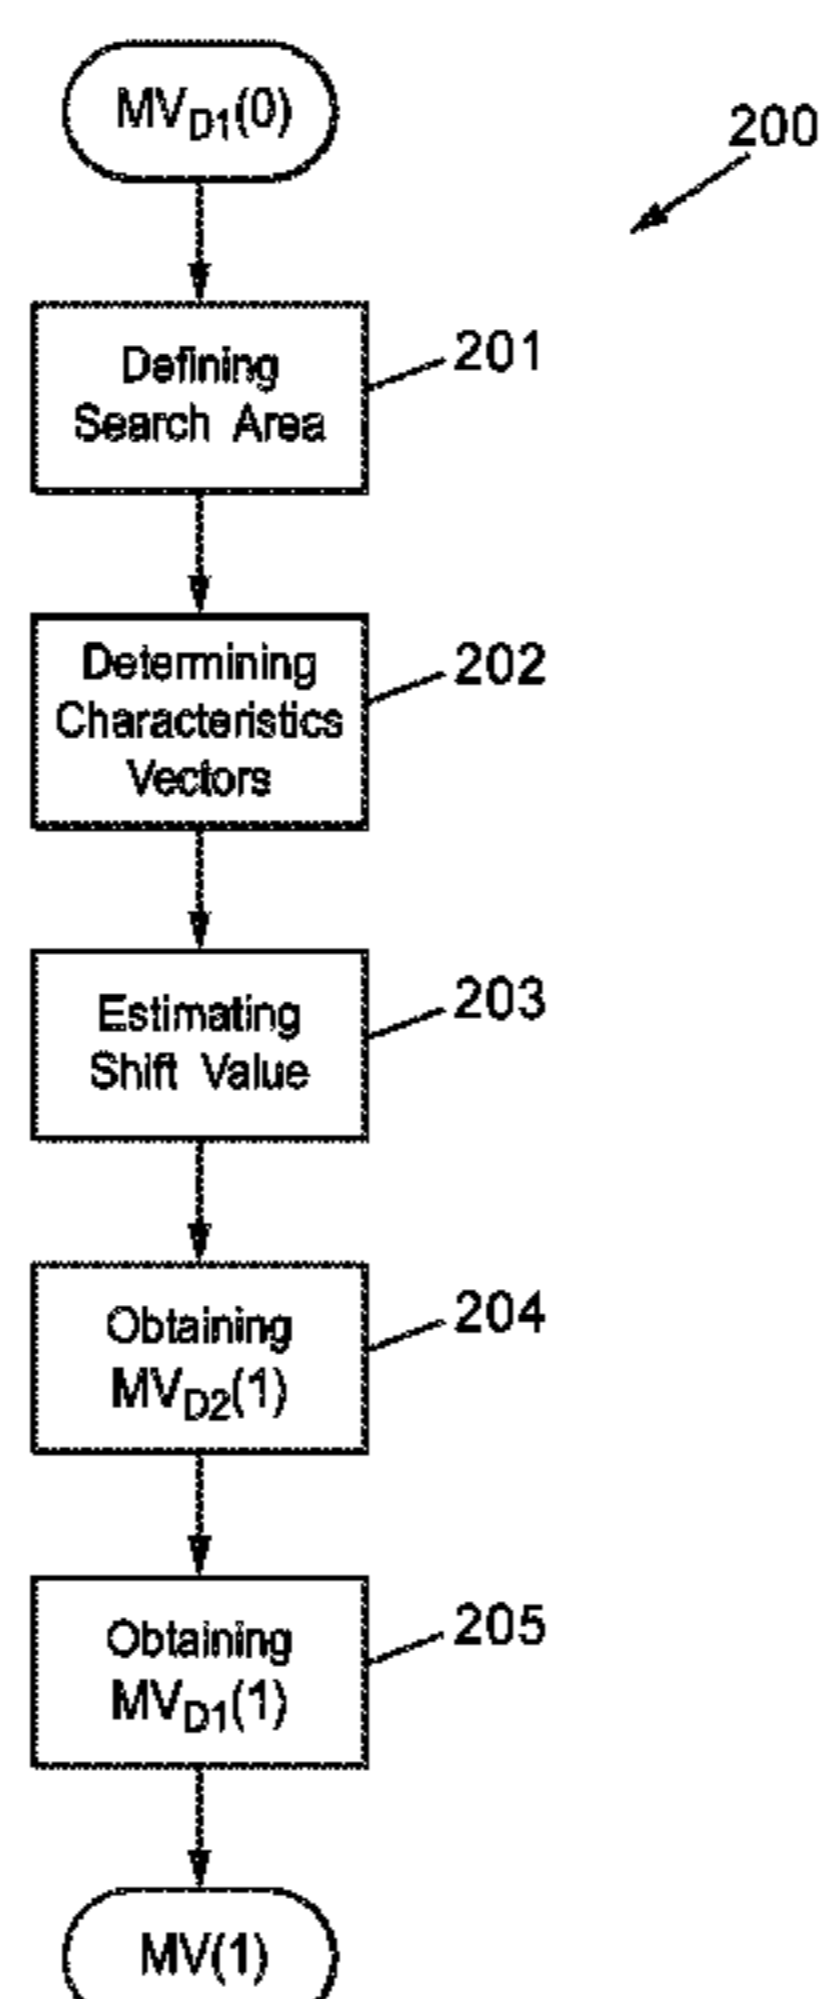 MV_D1(0)
200
Defining
Search Area
201
Determining
Characteristics
Vectors
202
Estimating
Shift Value
203
Obtaining
MV_D2(1)
204
Obtaining
MV_D1(1)
205
MV(1)